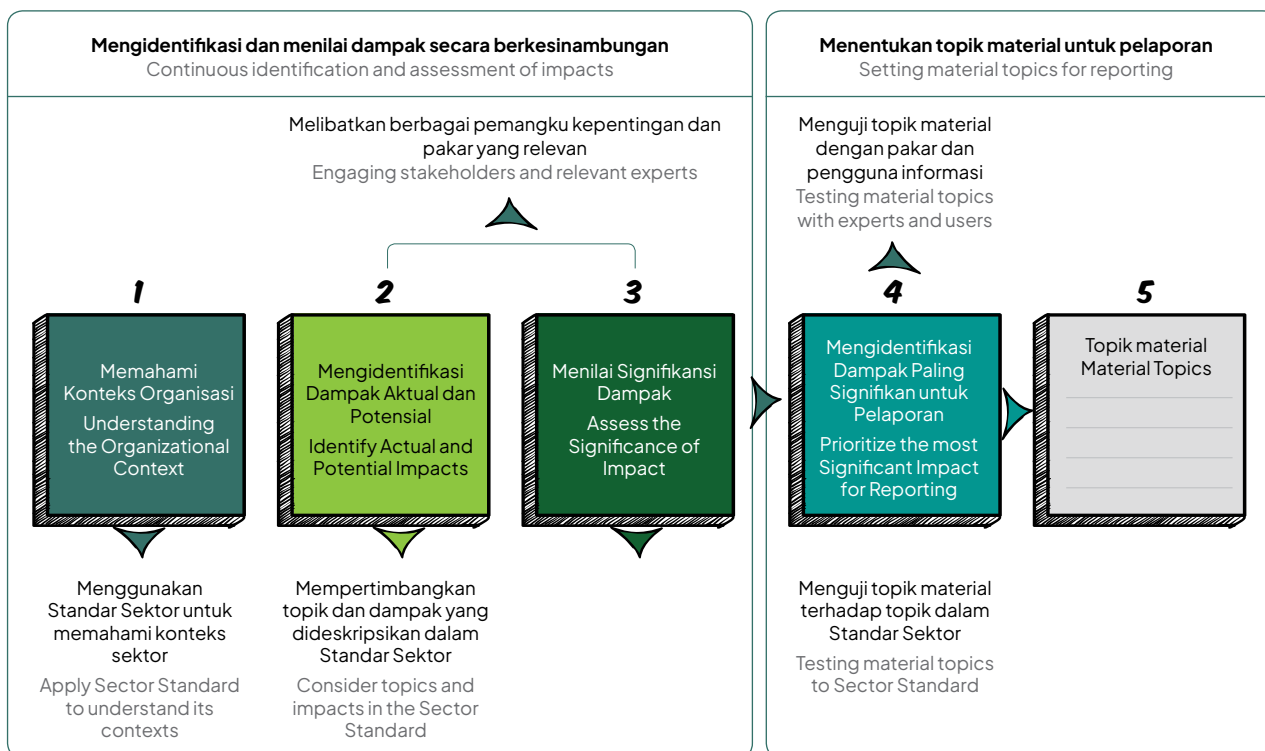 Mengidentifikasi dan menilai dampak secara berkesinambungan
Continuous identification and assessment of impacts
Melibatkan berbagai pemangku kepentingan dan
pakar yang relevan
Engaging stakeholders and relevant experts
1
Memahami
Konteks Organisasi
Understanding
the Organizational
Context
Menggunakan
Standar Sektor untuk
memahami konteks
sektor
Apply Sector Standard
to understand its
contexts
2
Mengidentifikasi
Dampak Aktual dan
Potensial
Identify Actual and
Potential Impacts
Mempertimbangkan
topik dan dampak yang
dideskripsikan dalam
Standar Sektor
Consider topics and
impacts in the Sector
Standard
3
Menilai Signifikansi
Dampak
Assess the
Significance of
Impact
Menentukan topik material untuk pelaporan
Setting material topics for reporting
Menguji topik material
dengan pakar dan
pengguna informasi
Testing material topics
with experts and users
4
Mengidentifikasi
Dampak Paling
Signifikan untuk
Pelaporan
Prioritize the most
Significant Impact
for Reporting
Menguji topik material
terhadap topik dalam
Standar Sektor
Testing material topics
to Sector Standard
5
Topik material
Material Topics